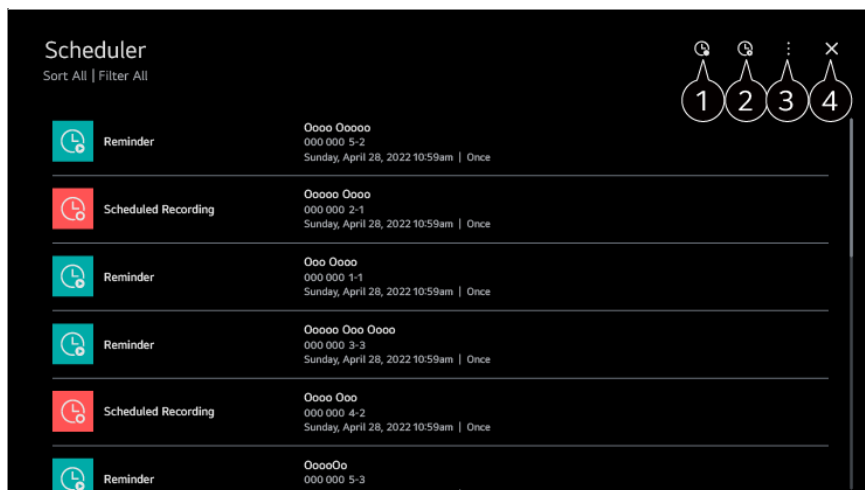 Scheduler
Sort All | Filter All
1 2 3 4
Reminder
Oooo Ooooo
000 000 5-2
Sunday, April 28, 2022 10:59am | Once
Scheduled Recording
Ooooo Oooo
000 000 2-1
Sunday, April 28, 2022 10:59am | Once
Reminder
Ooo Oooo
000 000 1-1
Sunday, April 28, 2022 10:59am | Once
Reminder
Ooooo Ooo Oooo
000 000 3-3
Sunday, April 28, 2022 10:59am | Once
Scheduled Recording
Oooo Ooo
000 000 4-2
Sunday, April 28, 2022 10:59am | Once
Reminder
OoooOo
000 000 5-3